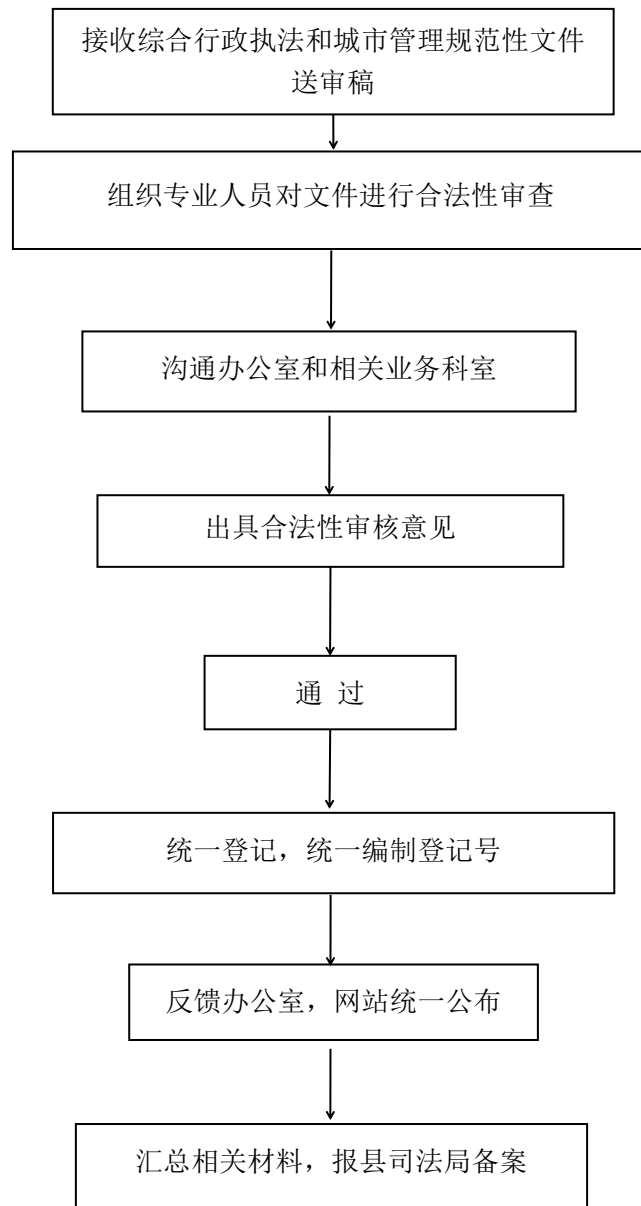 接收综合行政执法和城市管理规范性文件
送审稿
组织专业人员对文件进行合法性审查
沟通办公室和相关业务科室
出具合法性审核意见
通 过
统一登记，统一编制登记号
反馈办公室，网站统一公布
汇总相关材料，报县司法局备案